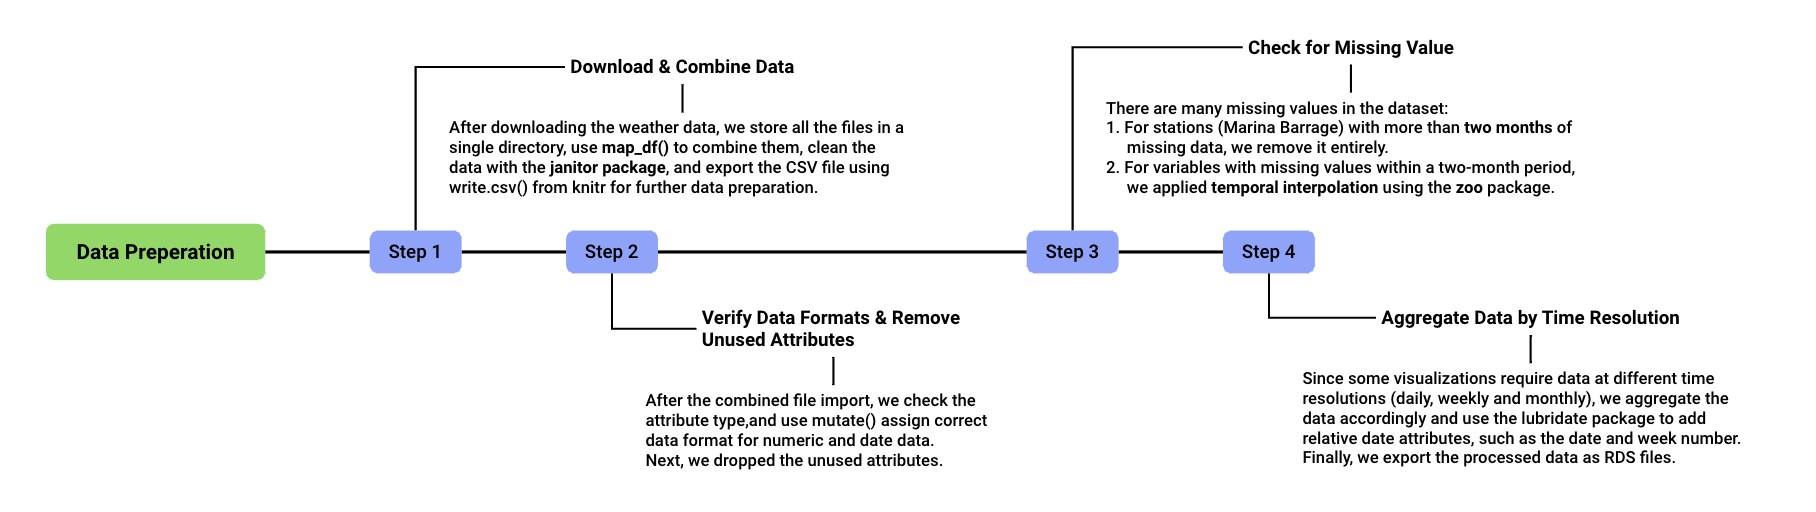 Data Preperation
Step 1
Download & Combine Data
After downloading the weather data, we store all the files in a
single directory, use map_df() to combine them, clean the
data with the janitor package, and export the CSV file using
write.csv() from knitr for further data preparation.
Step 2
Verify Data Formats & Remove
Unused Attributes
After the combined file import, we check the
attribute type,and use mutate() assign correct
data format for numeric and date data.
Next, we dropped the unused attributes.
Step 3
Check for Missing Value
There are many missing values in the dataset:
1. For stations (Marina Barrage) with more than two months of
missing data, we remove it entirely.
2. For variables with missing values within a two-month period,
we applied temporal interpolation using the zoo package.
Step 4
Aggregate Data by Time Resolution
Since some visualizations require data at different time
resolutions (daily, weekly and monthly), we aggregate the
data accordingly and use the lubridate package to add
relative date attributes, such as the date and week number.
Finally, we export the processed data as RDS files.